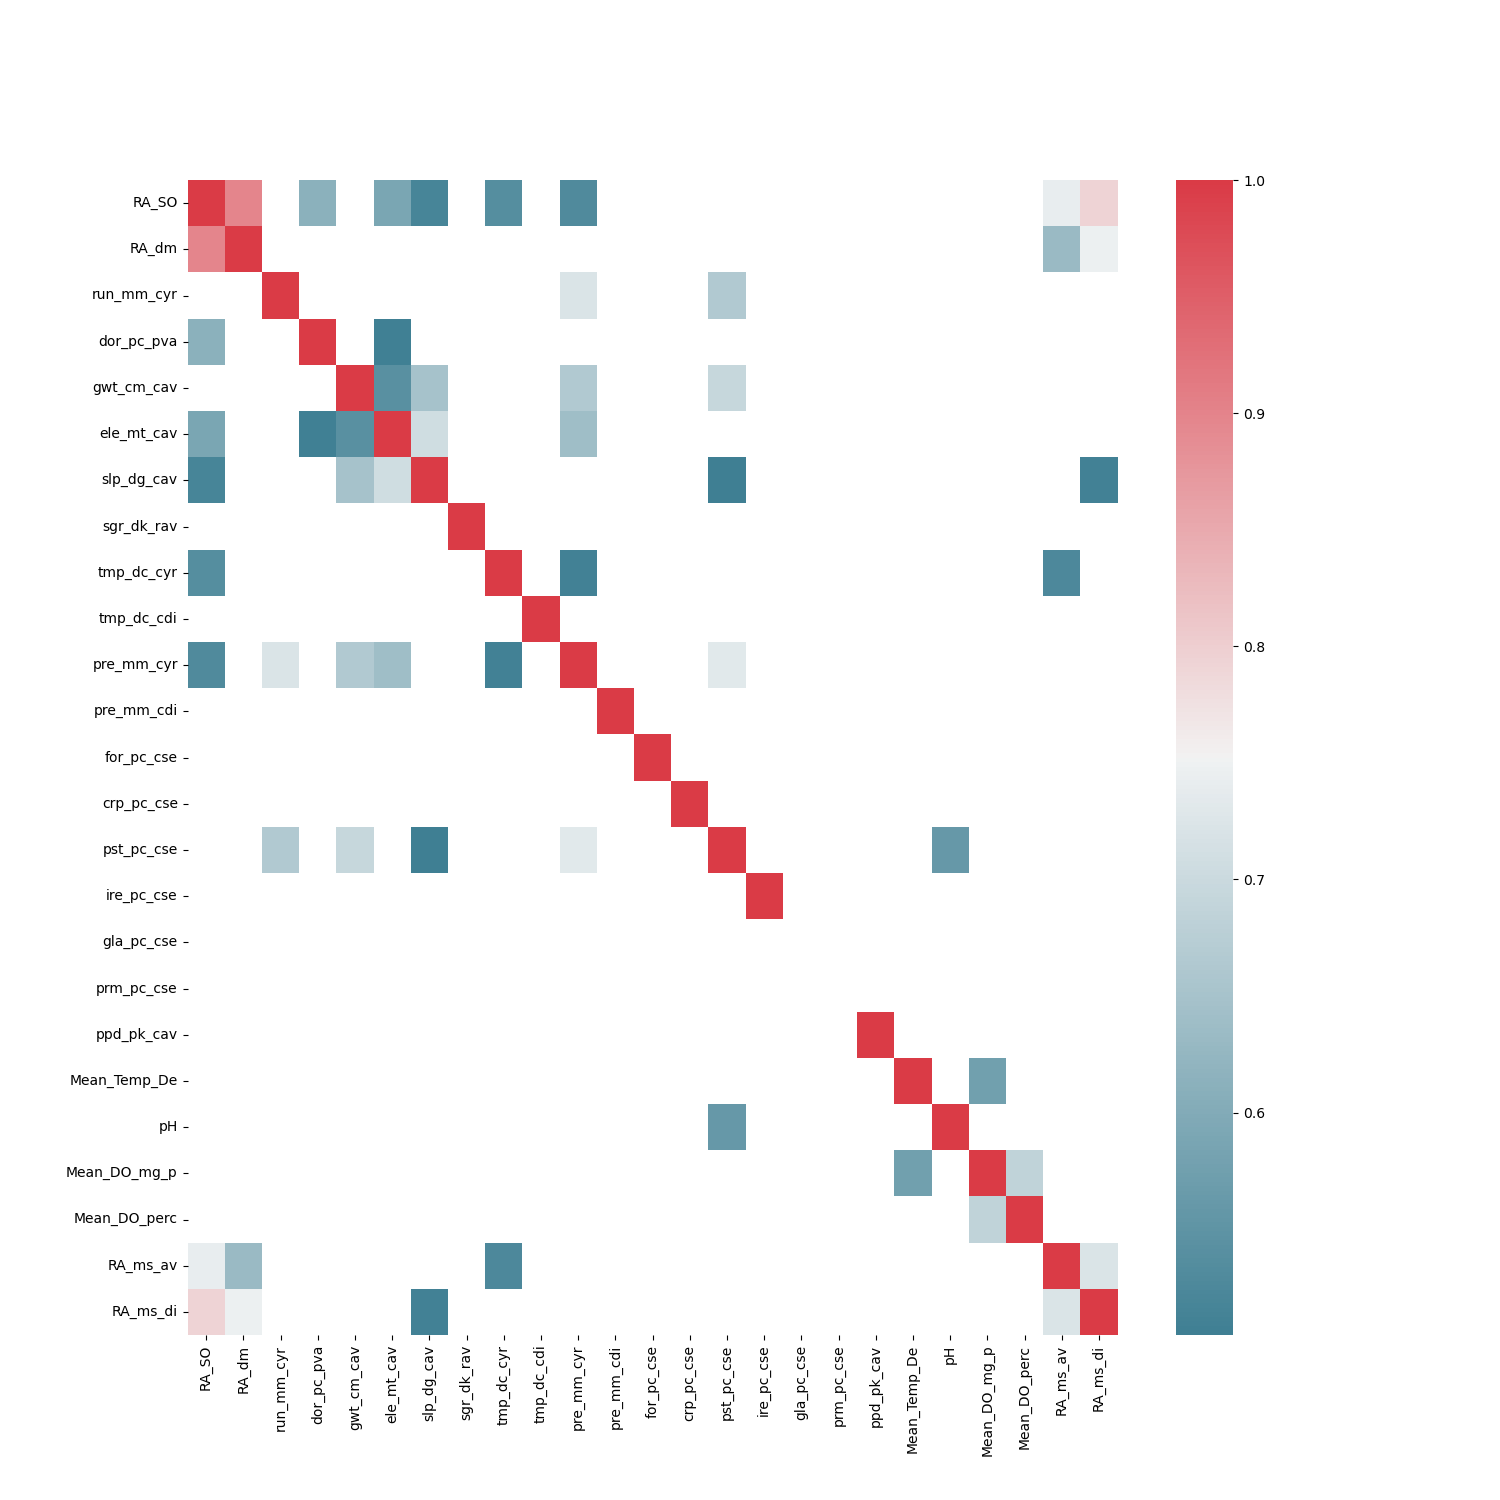 RA_SO
RA_dm
run_mm_cyr
dor_pc_pva
gwt_cm_cav
ele_mt_cav
slp_dg_cav
sgr_dk_rav
tmp_dc_cyr
tmp_dc_cdi
pre_mm_cyr
pre_mm_cdi
for_pc_cse
crp_pc_cse
pst_pc_cse
ire_pc_cse
gla_pc_cse
prm_pc_cse
ppd_pk_cav
Mean_Temp_De
pH
Mean_DO_mg_p
Mean_DO_perc
RA_ms_av
RA_ms_di
RA_SO
RA_dm
run_mm_cyr
dor_pc_pva
gwt_cm_cav
ele_mt_cav
slp_dg_cav
sgr_dk_rav
tmp_dc_cyr
tmp_dc_cdi
pre_mm_cyr
pre_mm_cdi
for_pc_cse
crp_pc_cse
pst_pc_cse
ire_pc_cse
gla_pc_cse
prm_pc_cse
ppd_pk_cav
Mean_Temp_De
pH
Mean_DO_mg_p
Mean_DO_perc
RA_ms_av
RA_ms_di
1.0
0.9
0.8
0.7
0.6